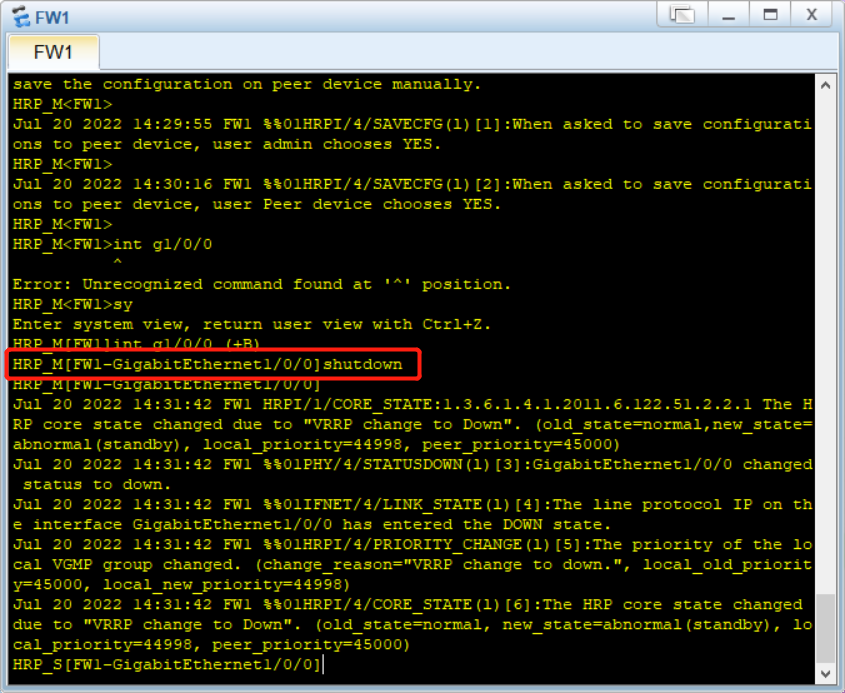 FW1
FW1
save the configuration on peer device manually.
HRP_M<FW1>
Jul 20 2022 14:29:55 FW1 %%01HRPI/4/SAVECFG(l)[1]:When asked to save configurati
ons to peer device, user admin chooses YES.
HRP_M<FW1>
Jul 20 2022 14:30:16 FW1 %%01HRPI/4/SAVECFG(l)[2]:When asked to save configurati
ons to peer device, user Peer device chooses YES.
HRP_M<FW1>
HRP_M<FW1>int g1/0/0
^
Error: Unrecognized command found at '^' position.
HRP_M<FW1>sy
Enter system view, return user view with Ctrl+Z.
HRP_M[FW1]int g1/0/0 (+B)
HRP_M[FW1-GigabitEthernet1/0/0]shutdown
HRP_M[FW1-GigabitEthernet1/0/0]
Jul 20 2022 14:31:42 FW1 HRPI/1/CORE_STATE:1.3.6.1.4.1.2011.6.122.51.2.2.1 The H
RP core state changed due to "VRRP change to Down". (old_state=normal,new_state=
abnormal(standby), local_priority=44998, peer_priority=45000)
Jul 20 2022 14:31:42 FW1 %%01PHY/4/STATUSDOWN(l)[3]:GigabitEthernet1/0/0 changed
status to down.
Jul 20 2022 14:31:42 FW1 %%01IFNET/4/LINK_STATE(l)[4]:The line protocol IP on th
e interface GigabitEthernet1/0/0 has entered the DOWN state.
Jul 20 2022 14:31:42 FW1 %%01HRPI/4/PRIORITY_CHANGE(l)[5]:The priority of the lo
cal VGMP group changed. (change_reason="VRRP change to down.", local_old_priorit
y=45000, local_new_priority=44998)
Jul 20 2022 14:31:42 FW1 %%01HRPI/4/CORE_STATE(l)[6]:The HRP core state changed
due to "VRRP change to Down". (old_state=normal, new_state=abnormal(standby), lo
cal_priority=44998, peer_priority=45000)
HRP_S[FW1-GigabitEthernet1/0/0]